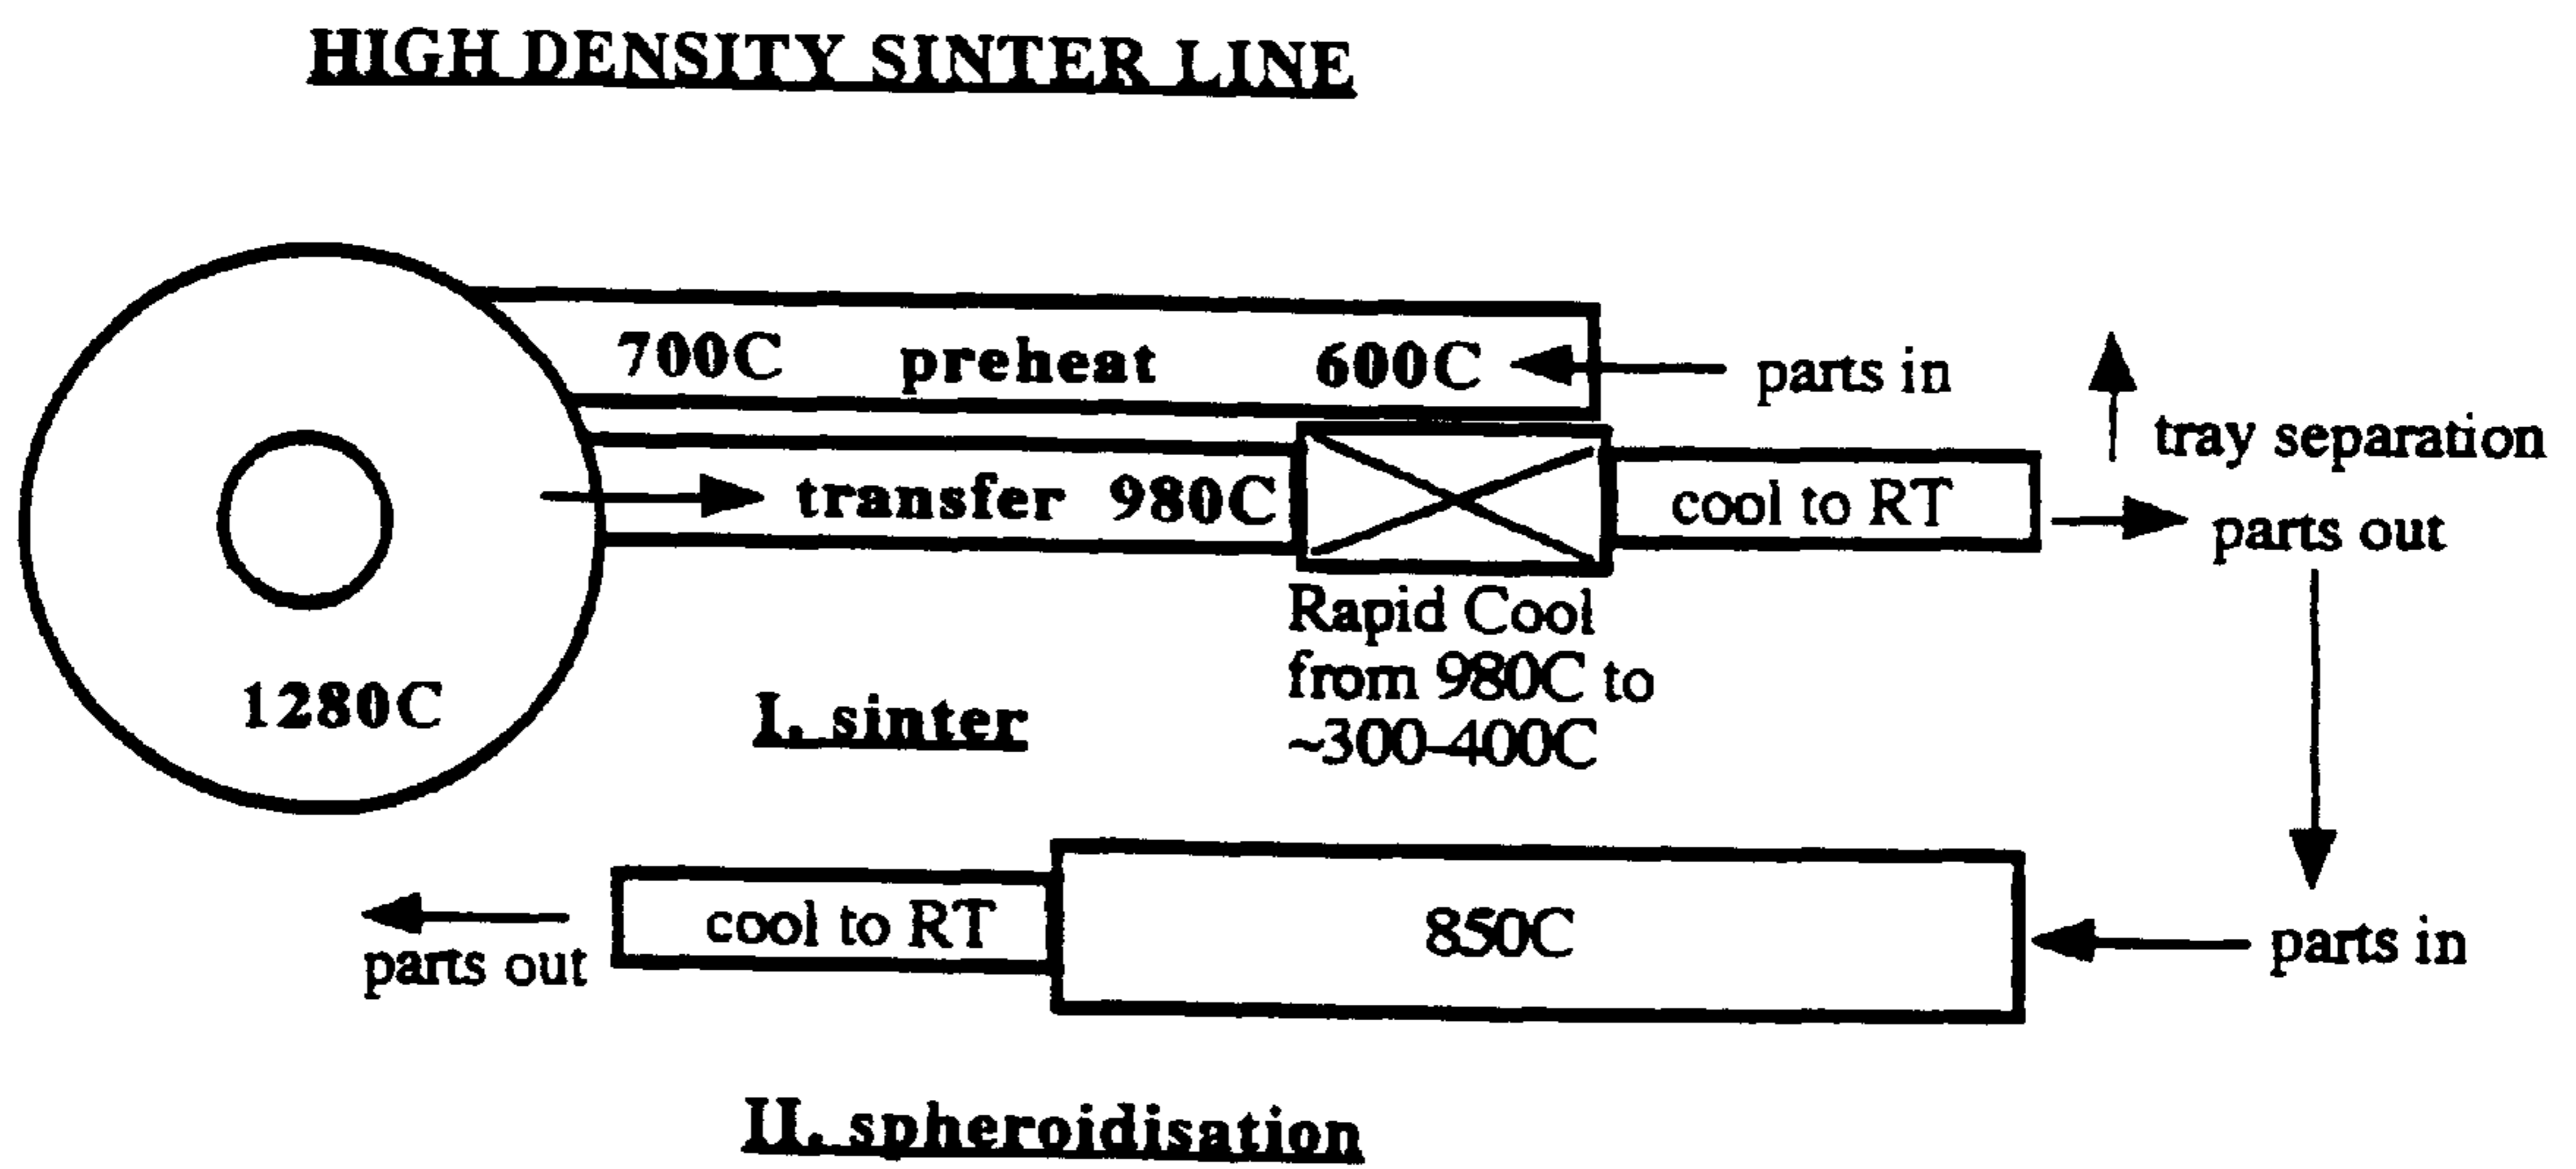 HIGH DENSITY SINTER LINE
700C preheat 600C
parts in
tray separation
transfer 980C
cool to RT
parts out
Rapid Cool
from 980C to
~300-400C
1280C
I. sinter
cool to RT
850C
parts in
parts out
II. spheroidisation